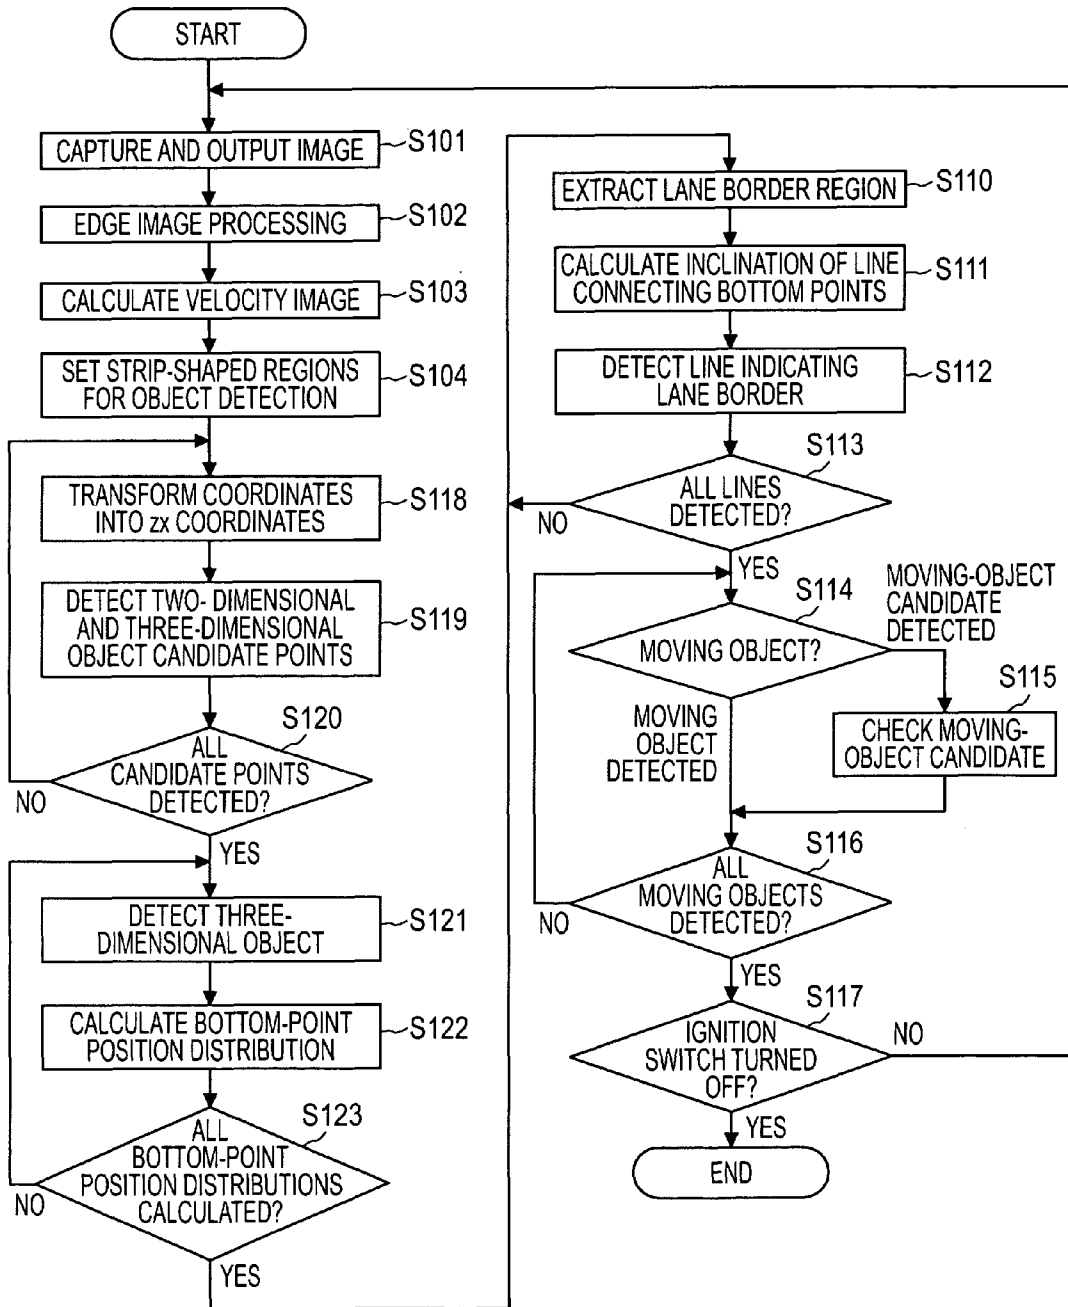 START
CAPTURE AND OUTPUT IMAGE
S101
EDGE IMAGE PROCESSING
S102
CALCULATE VELOCITY IMAGE
S103
SET STRIP-SHAPED REGIONS
FOR OBJECT DETECTION
S104
TRANSFORM COORDINATES
INTO zx COORDINATES
S118
DETECT TWO- DIMENSIONAL
AND THREE-DIMENSIONAL
OBJECT CANDIDATE POINTS
S119
S120
ALL
CANDIDATE POINTS
DETECTED?
NO
YES
DETECT THREE-
DIMENSIONAL OBJECT
S121
CALCULATE BOTTOM-POINT
POSITION DISTRIBUTION
S122
S123
ALL
BOTTOM-POINT
POSITION DISTRIBUTIONS
CALCULATED?
NO
YES
EXTRACT LANE BORDER REGION
S110
CALCULATE INCLINATION OF LINE
CONNECTING BOTTOM POINTS
S111
DETECT LINE INDICATING
LANE BORDER
S112
S113
ALL LINES
DETECTED?
NO
YES
S114
MOVING OBJECT?
MOVING-OBJECT
CANDIDATE
DETECTED
MOVING
OBJECT
DETECTED
S115
CHECK MOVING-
OBJECT CANDIDATE
S116
ALL
MOVING OBJECTS
DETECTED?
NO
YES
S117
IGNITION
SWITCH TURNED
OFF?
NO
YES
END